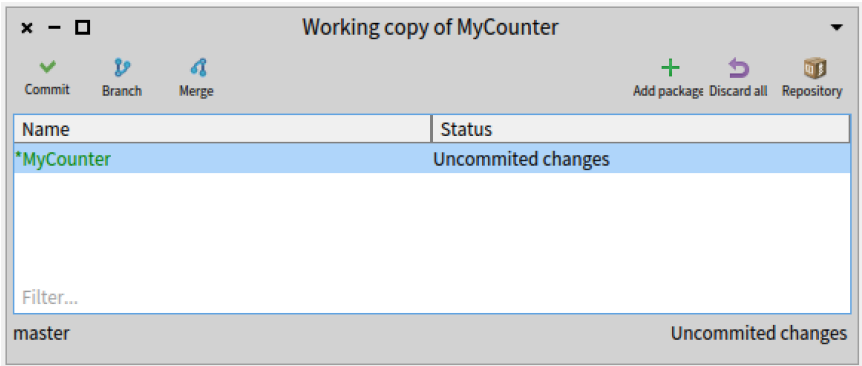 Working copy of MyCounter
Commit Branch Merge Add package Discard all Repository
Name Status
*MyCounter Uncommited changes
Filter...
master Uncommited changes